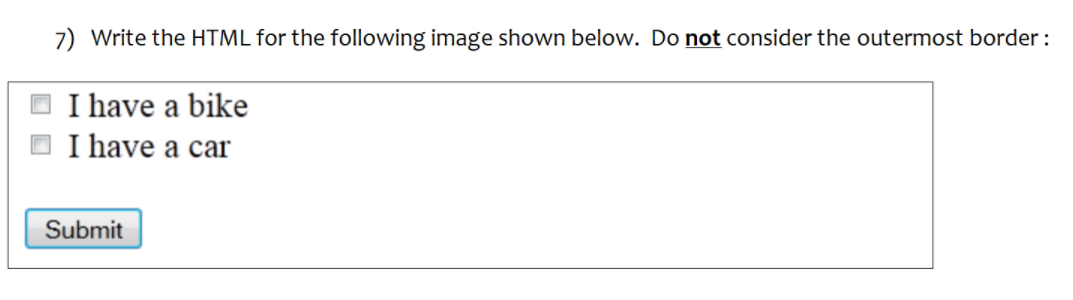 7) Write the HTML for the following image shown below. Do not consider the outermost border :
I have a bike
I have a car
Submit